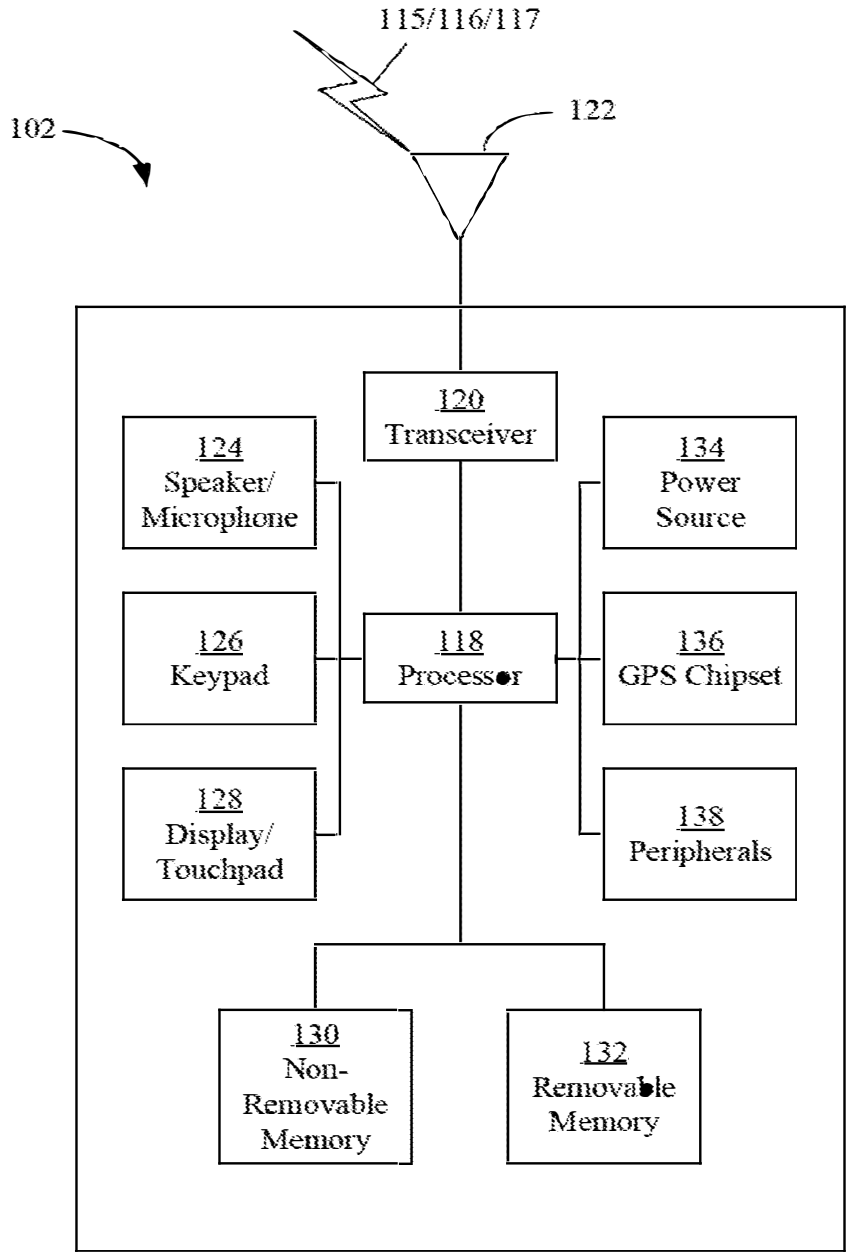 115/116/117
122
102
120
Transceiver
124
Speaker/
Microphone
134
Power
Source
126
Keypad
118
Processor
136
GPS Chipset
128
Display/
Touchpad
138
Peripherals
130
Non-
Removable
Memory
132
Removable
Memory